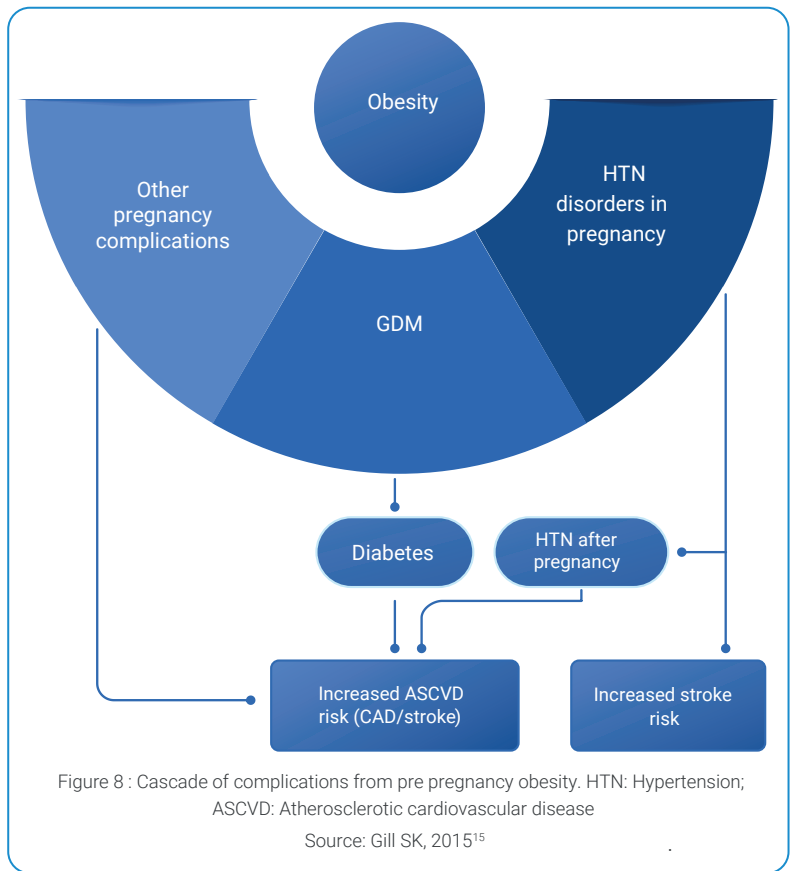 Obesity
Other
pregnancy
complications
GDM
HTN
disorders in
pregnancy
Diabetes
HTN after
pregnancy
Increased ASCVD
risk (CAD/stroke)
Increased stroke
risk
Figure 8 : Cascade of complications from pre pregnancy obesity. HTN: Hypertension;
ASCVD: Atherosclerotic cardiovascular disease
Source: Gill SK, 2015¹⁵
.